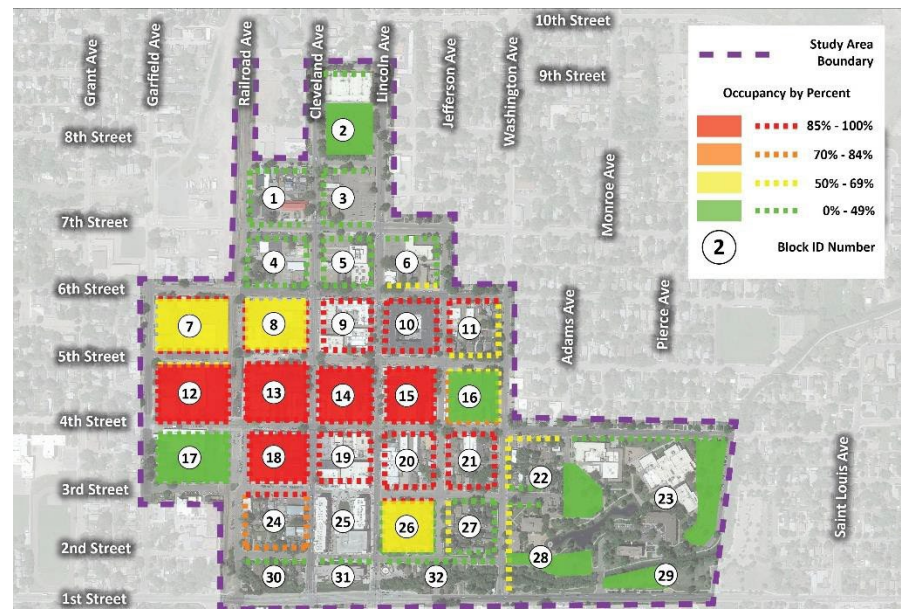 10th Street
Grant Ave
Garfield Ave
Railroad Ave
Cleveland Ave
Lincoln Ave
Jefferson Ave
Washington Ave
9th Street
8th Street
Monroe Ave
7th Street
6th Street
Adams Ave
Pierce Ave
5th Street
4th Street
3rd Street
Saint Louis Ave
2nd Street
1st Street
Study Area
Boundary
Occupancy by Percent
85% - 100%
70% - 84%
50% - 69%
0% - 49%
2 Block ID Number
2
1 3
4 5 6
7 8 9 10 11
12 13 14 15 16
17 18 19 20 21 22 23
24 25 26 27
28 29
30 31 32